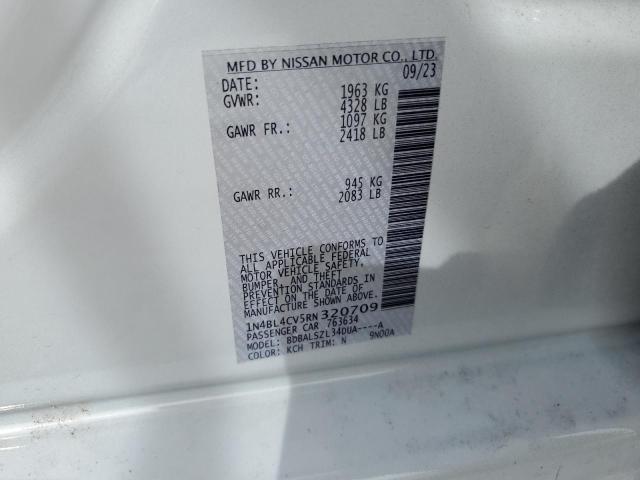 MFD BY NISSAN MOTOR CO., LTD.
DATE: 09/23
GVWR: 1963 KG
4328 LB
GAWR FR.: 1097 KG
2418 LB
GAWR RR.: 945 KG
2083 LB
THIS VEHICLE CONFORMS TO
ALL APPLICABLE FEDERAL
MOTOR VEHICLE SAFETY,
BUMPER, AND THEFT
PREVENTION STANDARDS IN
EFFECT ON THE DATE OF
MANUFACTURE SHOWN ABOVE.
1N4BL4CV5RN320709
PASSENGER CAR 763634
MODEL: BDBALSZL34DUA----A
COLOR: KCH TRIM: N 9N00A